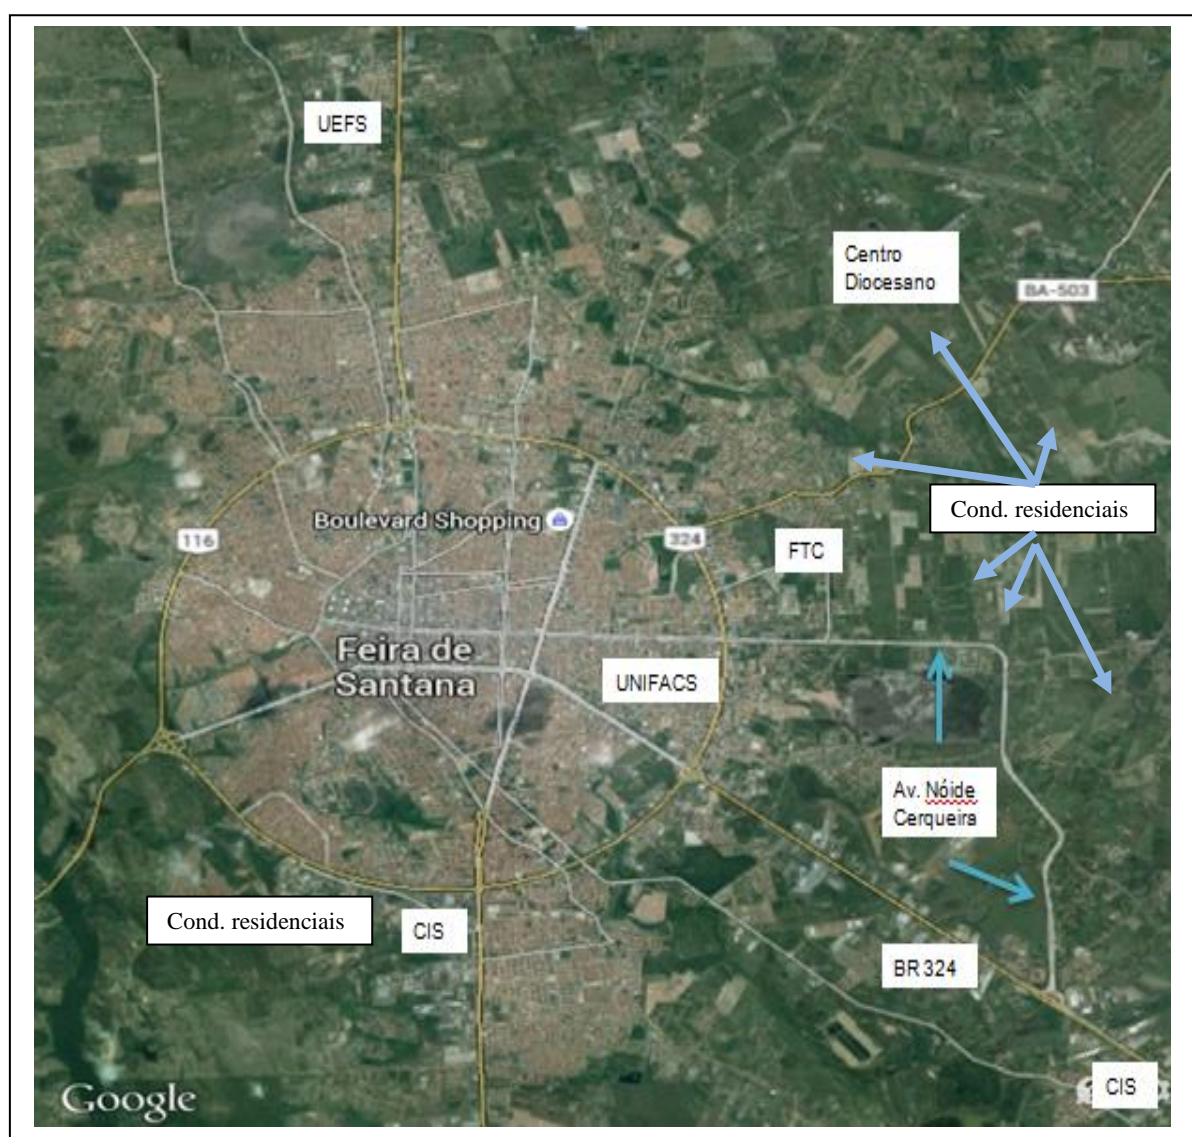 UEFS
Centro
Diocesano
BA-503
Cond. residenciais
Boulevard Shopping
116
324
FTC
Feira de
Santana
UNIFACS
Av. Nóide
Cerqueira
Cond. residenciais
CIS
BR 324
Google
CIS